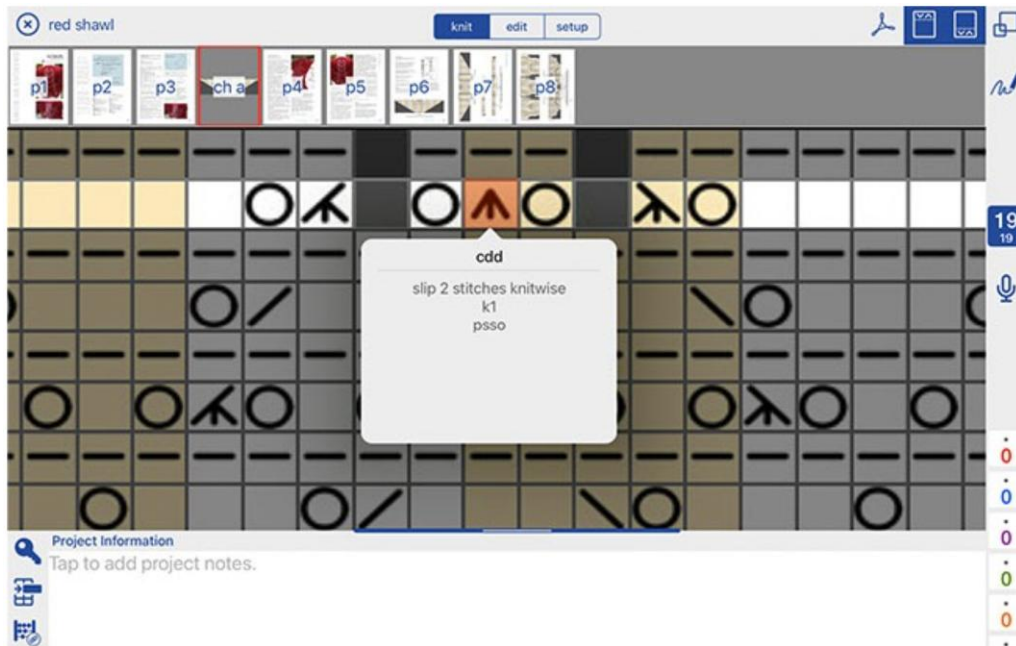 red shawl
knit edit setup
p1 p2 p3 ch a p4 p5 p6 p7 p8
19
19
cdd
slip 2 stitches knitwise
k1
psso
0
0
0
0
0
Project Information
Tap to add project notes.